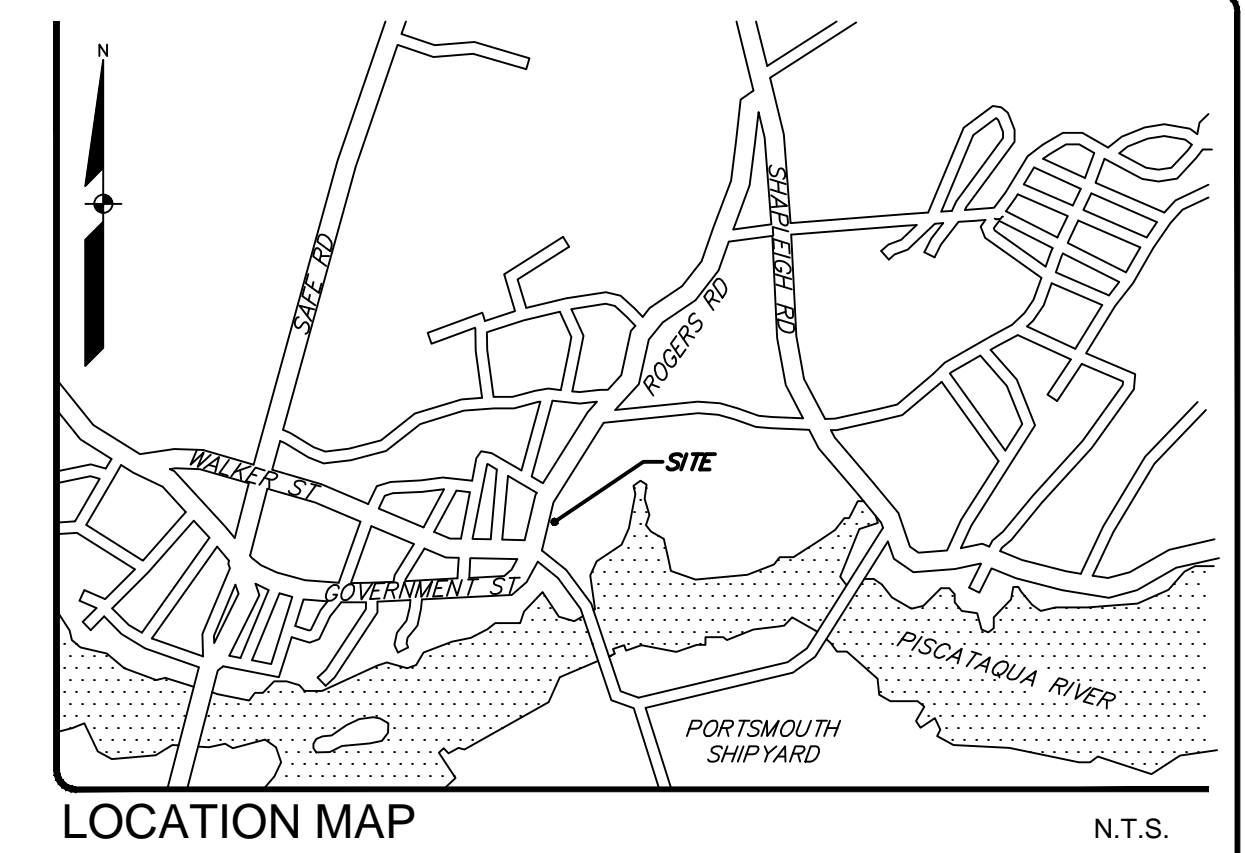 N
SAFE RD
SHAPLEIGH RD
ROGERS RD
WALKER ST
SITE
GOVERNMENT ST
PISCATAQUA RIVER
PORTSMOUTH
SHIPYARD
LOCATION MAP
N.T.S.